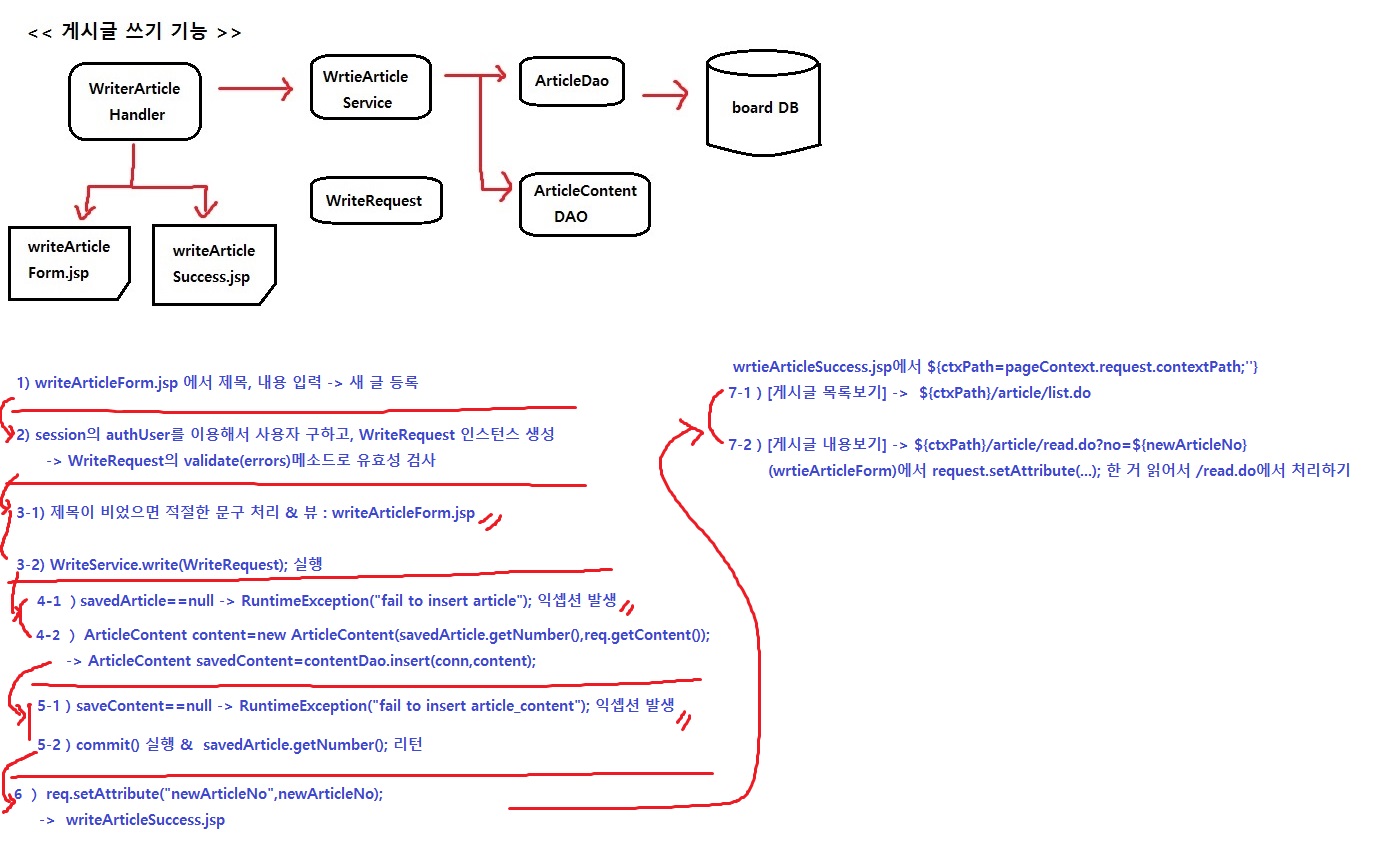 << 게시글 쓰기 기능 >>
WriterArticle
Handler
WrtieArticle
Service
ArticleDao
board DB
WriteRequest
ArticleContent
DAO
writeArticle
Form.jsp
writeArticle
Success.jsp
1) writeArticleForm.jsp 에서 제목, 내용 입력 -> 새 글 등록
2) session의 authUser를 이용해서 사용자 구하고, WriteRequest 인스턴스 생성
-> WriteRequest의 validate(errors)메소드로 유효성 검사
3-1) 제목이 비었으면 적절한 문구 처리 & 뷰 : writeArticleForm.jsp
3-2) WriteService.write(WriteRequest); 실행
4-1 ) savedArticle==null -> RuntimeException("fail to insert article"); 익셉션 발생
4-2 ) ArticleContent content=new ArticleContent(savedArticle.getNumber(),req.getContent());
-> ArticleContent savedContent=contentDao.insert(conn,content);
5-1 ) saveContent==null -> RuntimeException("fail to insert article_content"); 익셉션 발생
5-2 ) commit() 실행 & savedArticle.getNumber(); 리턴
6 ) req.setAttribute("newArticleNo",newArticleNo);
-> writeArticleSuccess.jsp
wrtieArticleSuccess.jsp에서 ${ctxPath=pageContext.request.contextPath;''}
7-1 ) [게시글 목록보기] -> ${ctxPath}/article/list.do
7-2 ) [게시글 내용보기] -> ${ctxPath}/article/read.do?no=${newArticleNo}
(wrtieArticleForm)에서 request.setAttribute(...); 한 거 읽어서 /read.do에서 처리하기